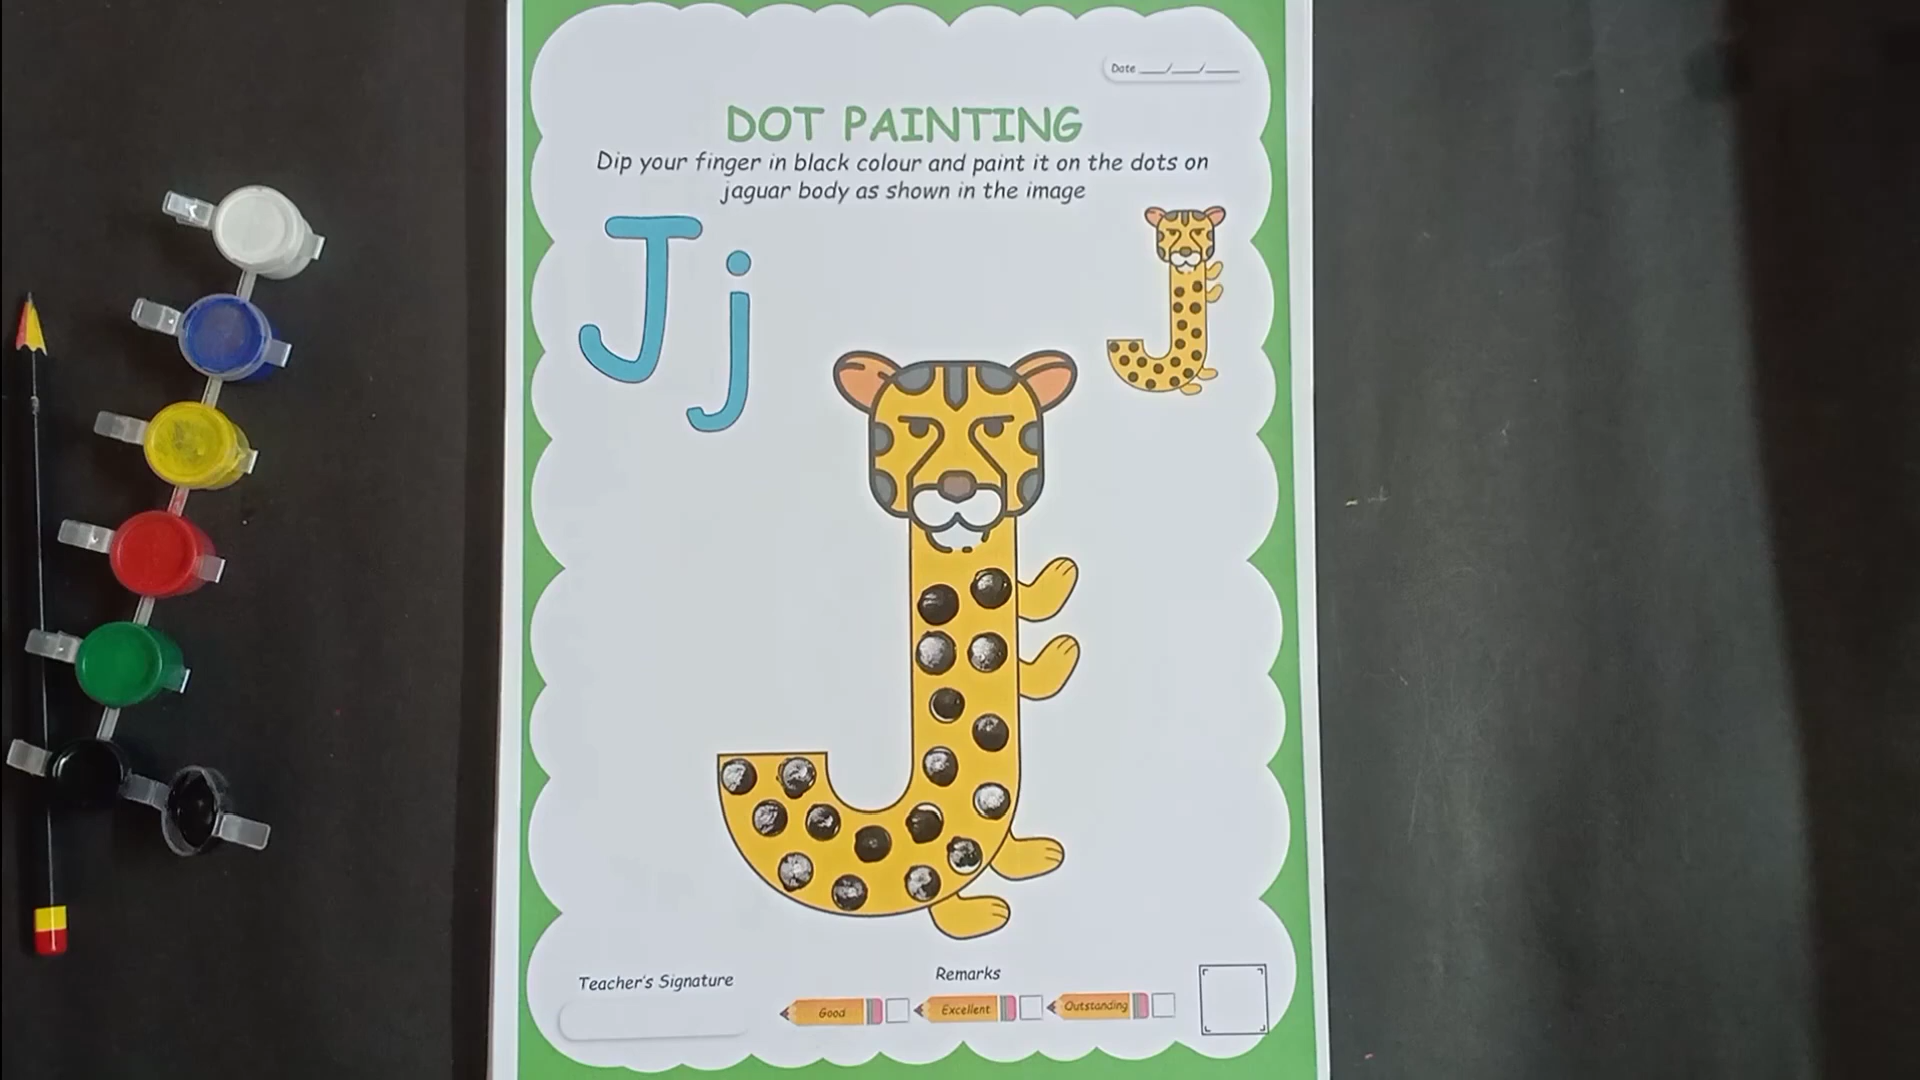 Date ___/___/___
DOT PAINTING
Dip your finger in black colour and paint it on the dots on
jaguar body as shown in the image
J j
Teacher's Signature
Remarks
Good
Excellent
Outstanding